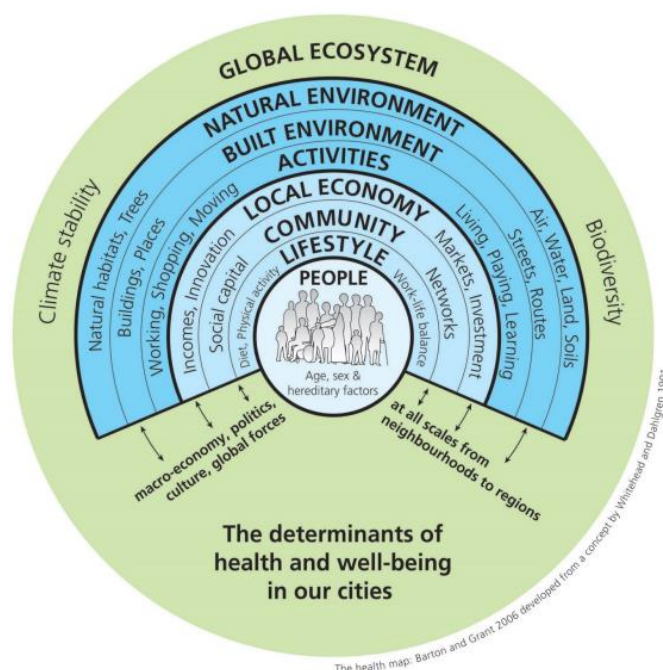 GLOBAL ECOSYSTEM
Climate stability
Biodiversity
NATURAL ENVIRONMENT
Natural habitats, Trees
Air, Water, Land, Soils
BUILT ENVIRONMENT
Buildings, Places
Streets, Routes
ACTIVITIES
Working, Shopping, Moving
Living, Playing, Learning
LOCAL ECONOMY
Incomes, Innovation
Markets, Investment
COMMUNITY
Social capital
Networks
LIFESTYLE
Diet, Physical activity
Work-life balance
PEOPLE
Age, sex &
hereditary factors
macro-economy, politics,
culture, global forces
at all scales from
neighbourhoods to regions
The determinants of
health and well-being
in our cities
The health map: Barton and Grant 2006 developed from a concept by Whitehead and Dahlgren 1991